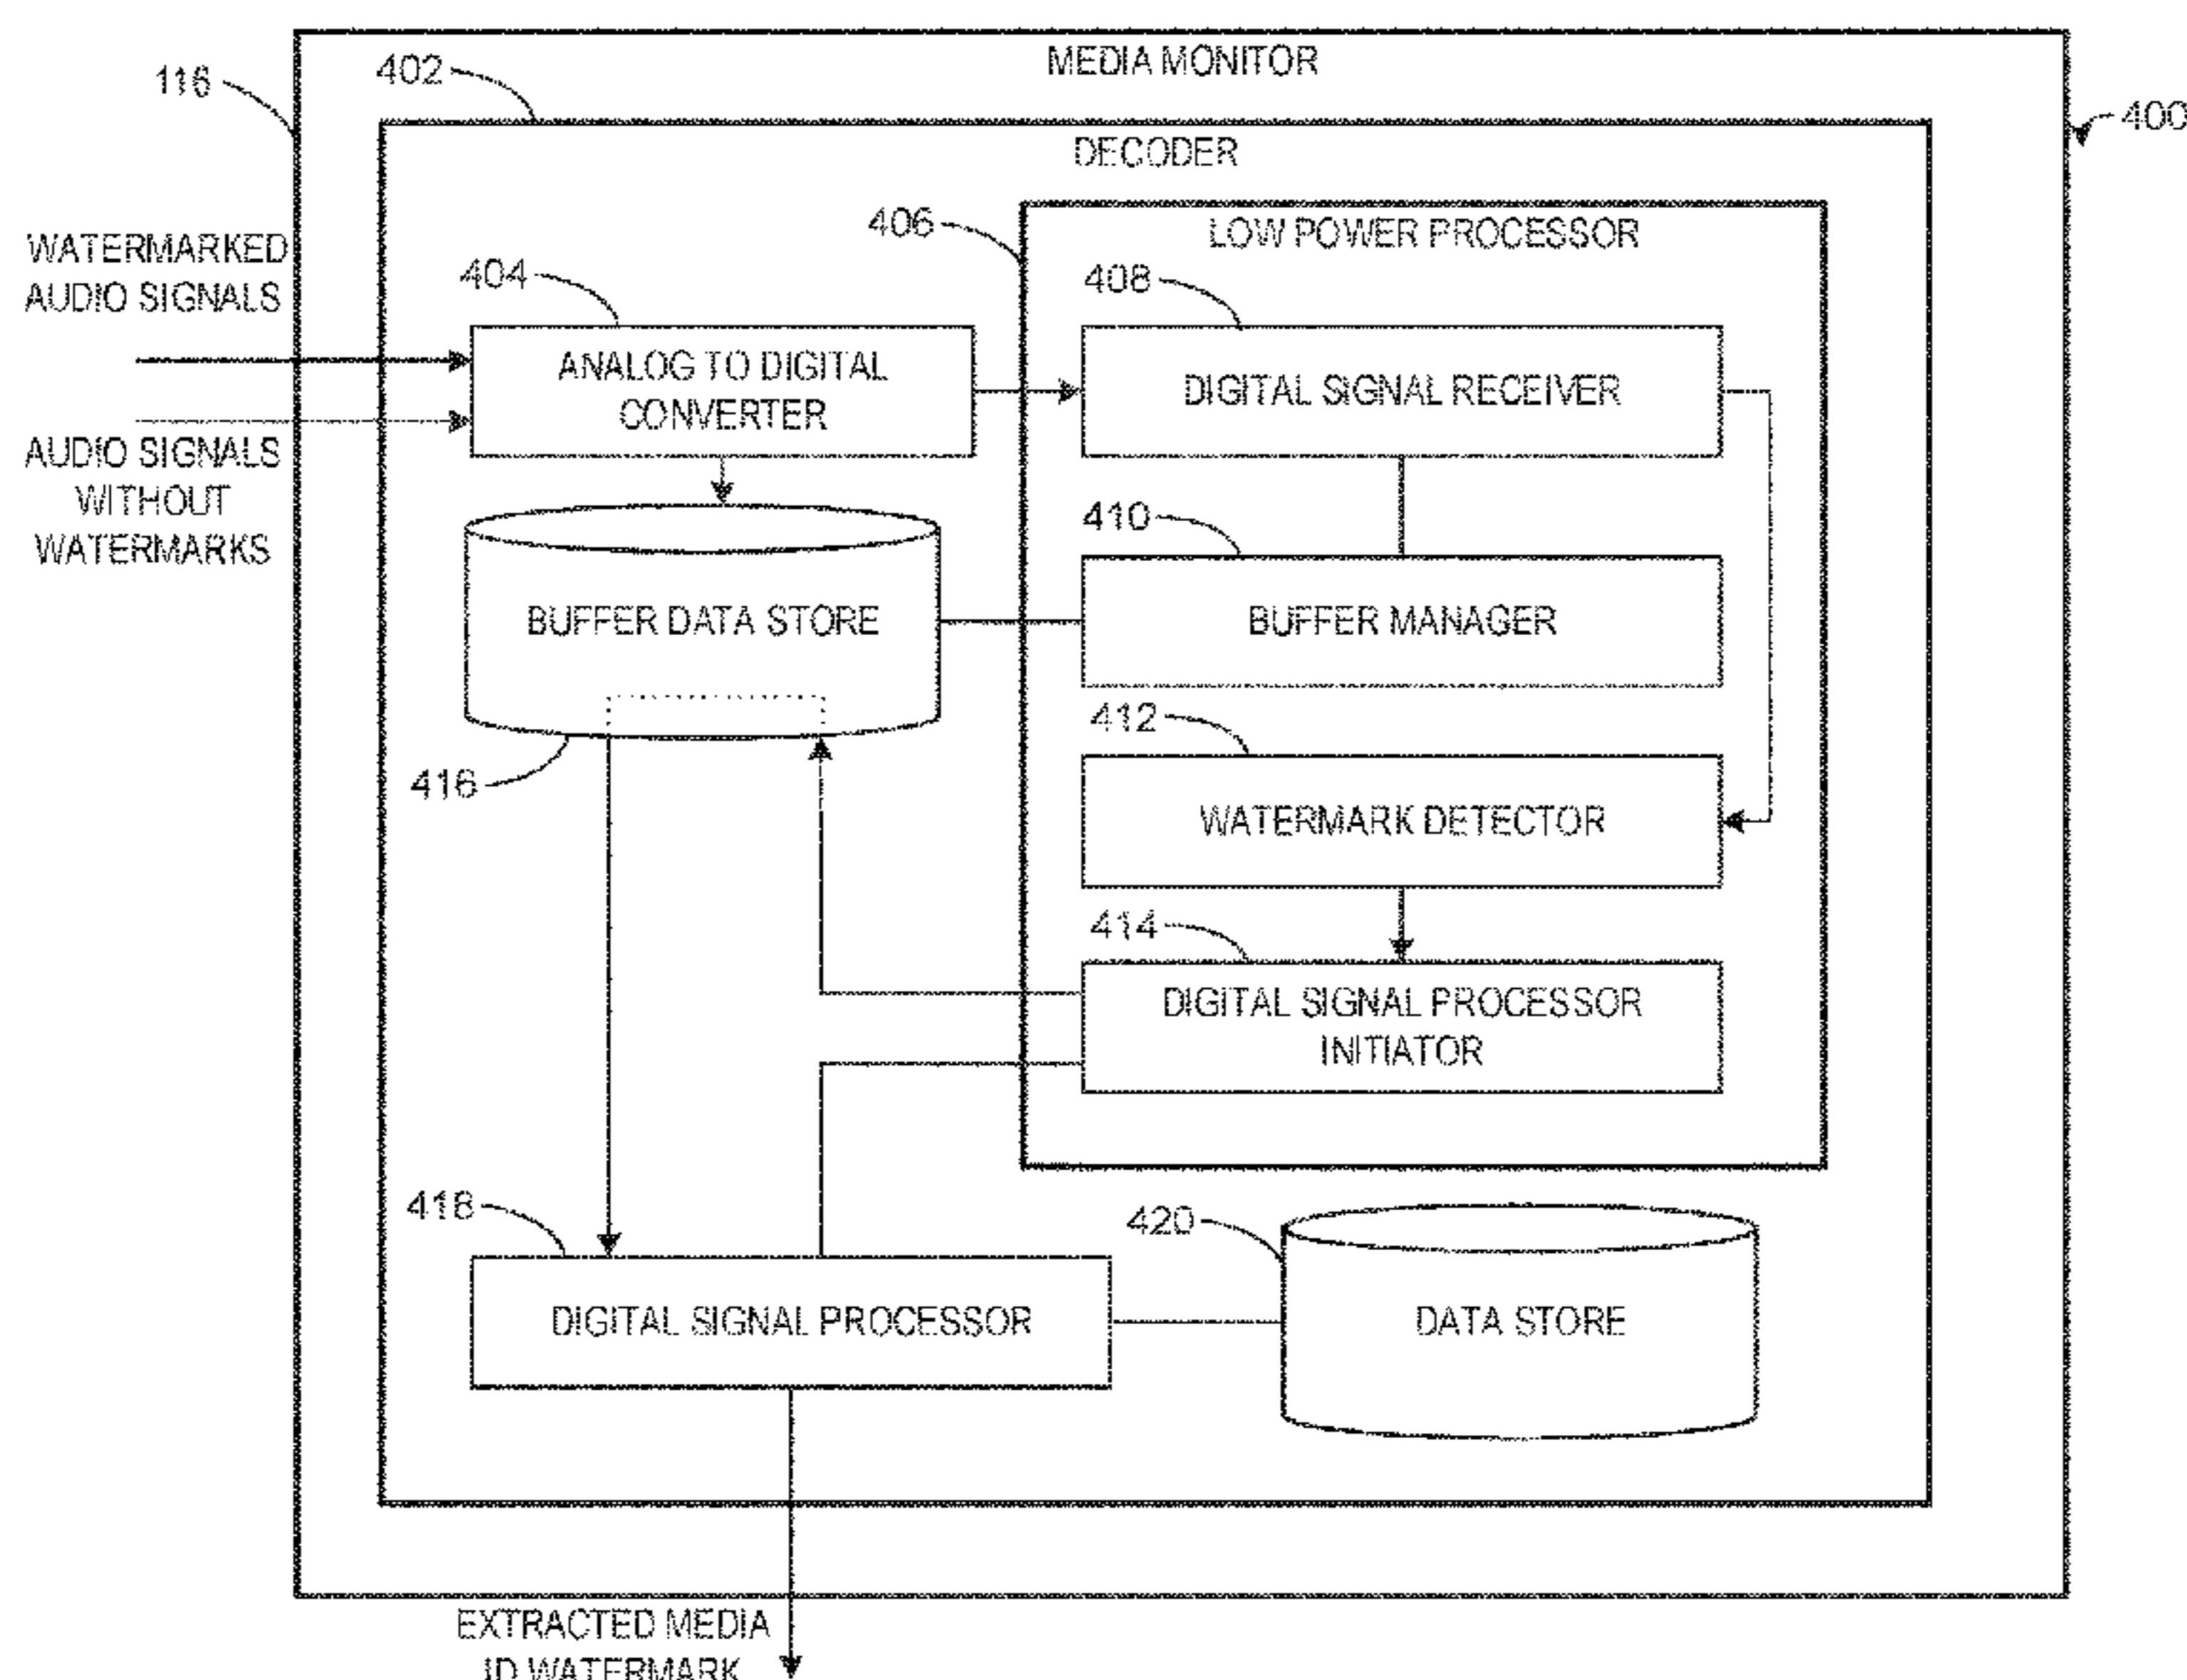 MEDIA MONITOR
116
402
400
DECODER
406
LOW POWER PROCESSOR
WATERMARKED
AUDIO SIGNALS
404
408
ANALOG TO DIGITAL
CONVERTER
DIGITAL SIGNAL RECEIVER
AUDIO SIGNALS
WITHOUT
WATERMARKS
410
BUFFER DATA STORE
BUFFER MANAGER
412
416
WATERMARK DETECTOR
414
DIGITAL SIGNAL PROCESSOR
INITIATOR
418
420
DIGITAL SIGNAL PROCESSOR
DATA STORE
EXTRACTED MEDIA
ID WATERMARK